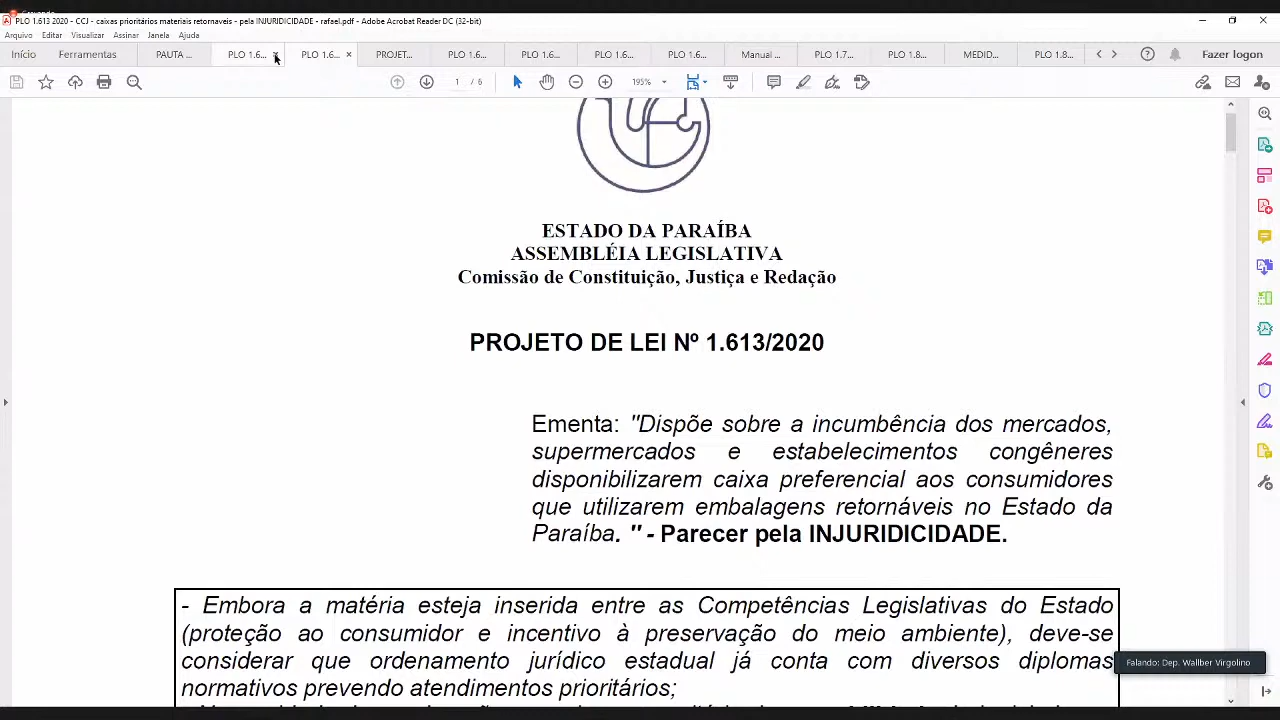 Gravando
PLO 1.613 2020 - CCJ - caixas prioritários materiais retornaveis - pela INJURIDICIDADE - rafael.pdf - Adobe Acrobat Reader DC (32-bit)
Arquivo Editar Visualizar Assinar Janela Ajuda
Início Ferramentas PAUTA ... PLO 1.6... PLO 1.6... PROJET... PLO 1.6... PLO 1.6... PLO 1.6... PLO 1.6... Manual ... PLO 1.7... PLO 1.8... MEDID... PLO 1.8... Fazer logon
1 / 6 195%
ESTADO DA PARAÍBA
ASSEMBLÉIA LEGISLATIVA
Comissão de Constituição, Justiça e Redação
PROJETO DE LEI Nº 1.613/2020
Ementa: "Dispõe sobre a incumbência dos mercados,
supermercados e estabelecimentos congêneres
disponibilizarem caixa preferencial aos consumidores
que utilizarem embalagens retornáveis no Estado da
Paraíba. " - Parecer pela INJURIDICIDADE.
- Embora a matéria esteja inserida entre as Competências Legislativas do Estado
(proteção ao consumidor e incentivo à preservação do meio ambiente), deve-se
considerar que ordenamento jurídico estadual já conta com diversos diplomas
normativos prevendo atendimentos prioritários;
Falando: Dep. Wallber Virgolino